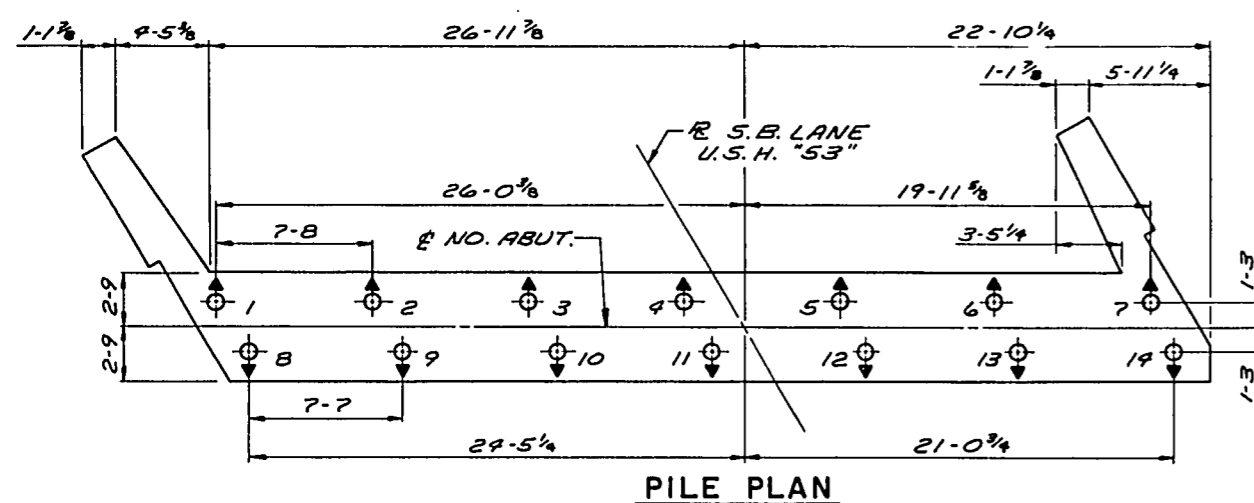 1-1⅞ 4-5⅜ 26-11⅞ 22-10¼
1-1⅞ 5-11¼
℞ S.B. LANE
U.S.H. "53"
26-0⅜ 19-11⅝
7-8 ℄ NO. ABUT. 3-5¼
2-9 1 2 3 4 5 6 7 1-3
2-9 8 9 10 11 12 13 14 1-3
7-7
24-5¼ 21-0¾
PILE PLAN